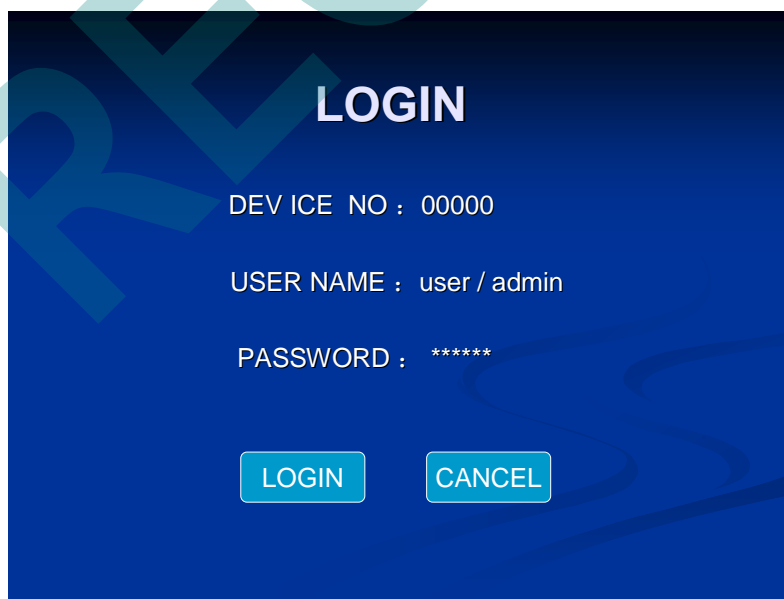 LOGIN
DEV ICE NO ： 00000
USER NAME ： user / admin
PASSWORD ： ******
LOGIN CANCEL